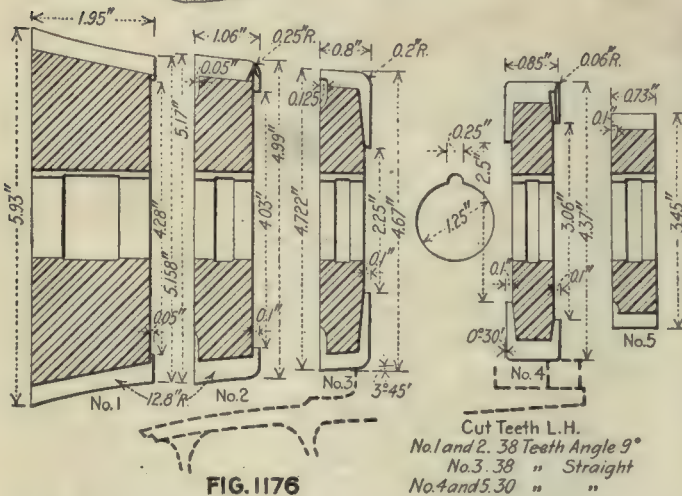 1.95"
1.06"
0.25"R.
0.8"
0.2"R.
0.85"
0.06"R.
0.73"
0.05"
0.125
0.25"
0.1"
5.93"
4.28"
5.158"
5.17"
4.03"
4.99"
4.722"
2.25"
4.67"
1.25"
2.5"
3.06"
4.37"
3.45"
0.05"
0.1"
0.1"
0.1"
0.1"
0°30'
3°45'
No.1
12.8"R.
No.2
No.3
No.4
No.5
FIG. 1176
Cut Teeth L.H.
No.1 and 2. 38 Teeth Angle 9°
No.3. 38 " Straight
No.4 and 5. 30 " "